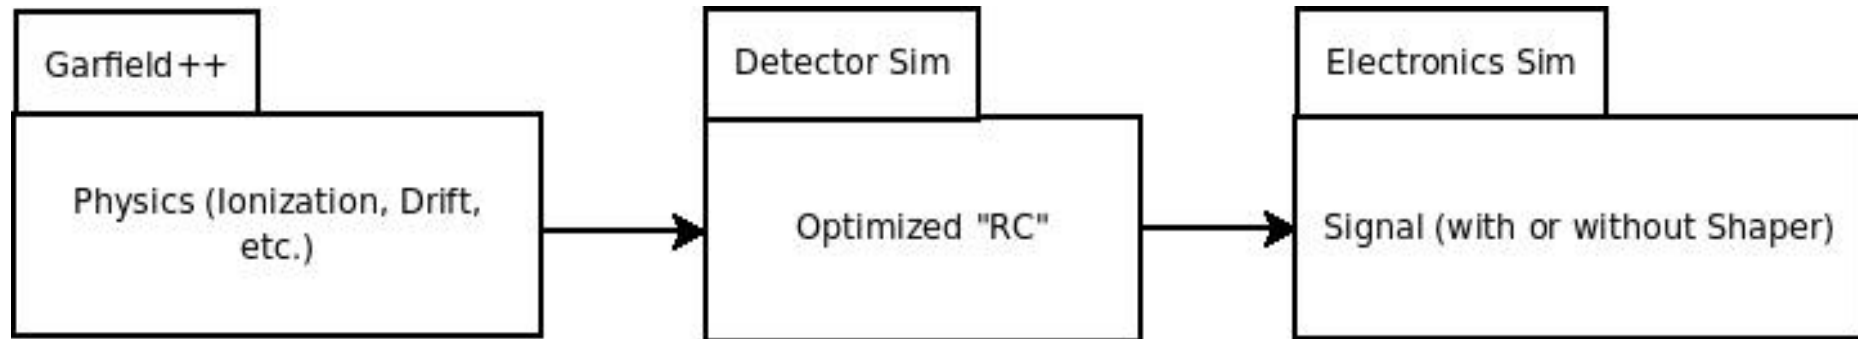 Garfield++
Physics (Ionization, Drift,
etc.)
Detector Sim
Optimized "RC"
Electronics Sim
Signal (with or without Shaper)